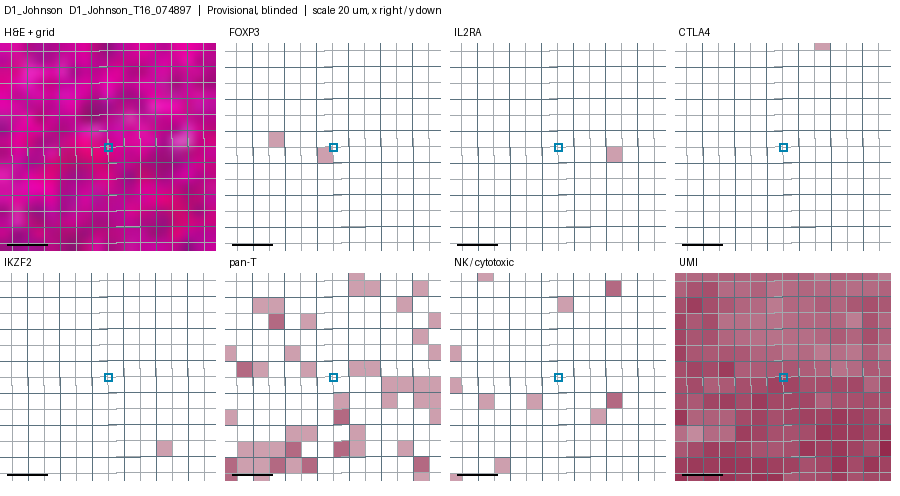 D1_Johnson D1_Johnson_T16_074897 | Provisional, blinded | scale 20 um, x right / y down
H&E + grid FOXP3 IL2RA CTLA4
IKZF2 pan-T NK / cytotoxic UMI